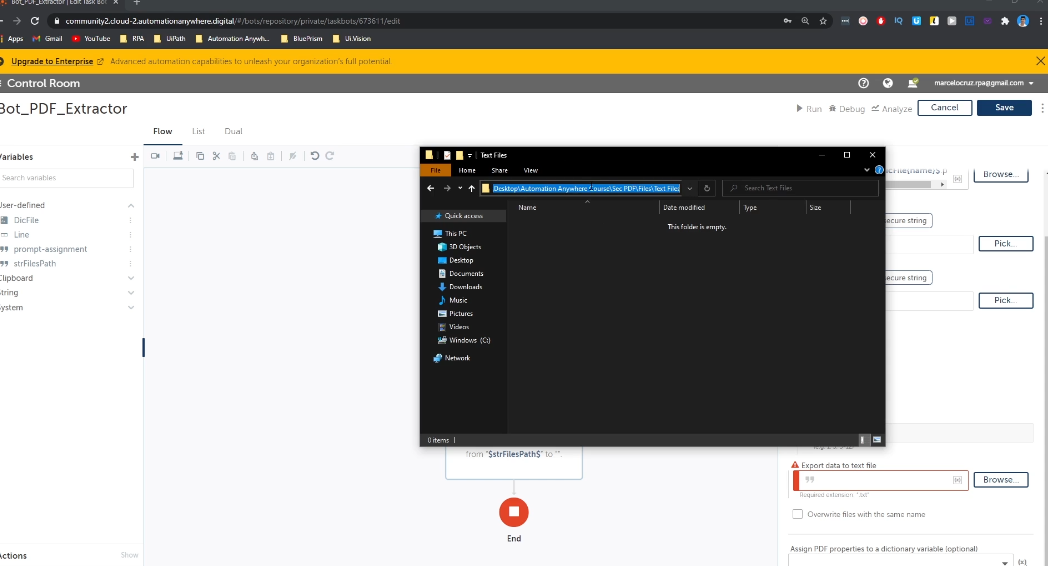 Bot_PDF_Extractor | Edit Task Bot
community2.cloud-2.automationanywhere.digital/#/bots/repository/private/taskbots/673611/edit
Apps Gmail YouTube RPA UiPath Automation Anywh... BluePrism Ui.Vision
Upgrade to Enterprise Advanced automation capabilities to unleash your organization's full potential
Control Room marcelocruz.rpa@gmail.com
Bot_PDF_Extractor Run Debug Analyze Cancel Save
Flow List Dual
Variables
Search variables
User-defined
DicFile
Line
prompt-assignment
strFilesPath
Clipboard
String
System
Actions Show
Text Files
File Home Share View
Desktop\Automation Anywhere Course\Sec PDF\Files\Text Files
Search Text Files
Name Date modified Type Size
This folder is empty.
Quick access
This PC
3D Objects
Desktop
Documents
Downloads
Music
Pictures
Videos
Windows (C:)
Network
0 items
from "$strFilesPath$" to "".
End
Browse...
ecure string
Pick...
ecure string
Pick...
Export data to text file
Browse...
Required extension: ".txt"
Overwrite files with the same name
Assign PDF properties to a dictionary variable (optional)
(x)